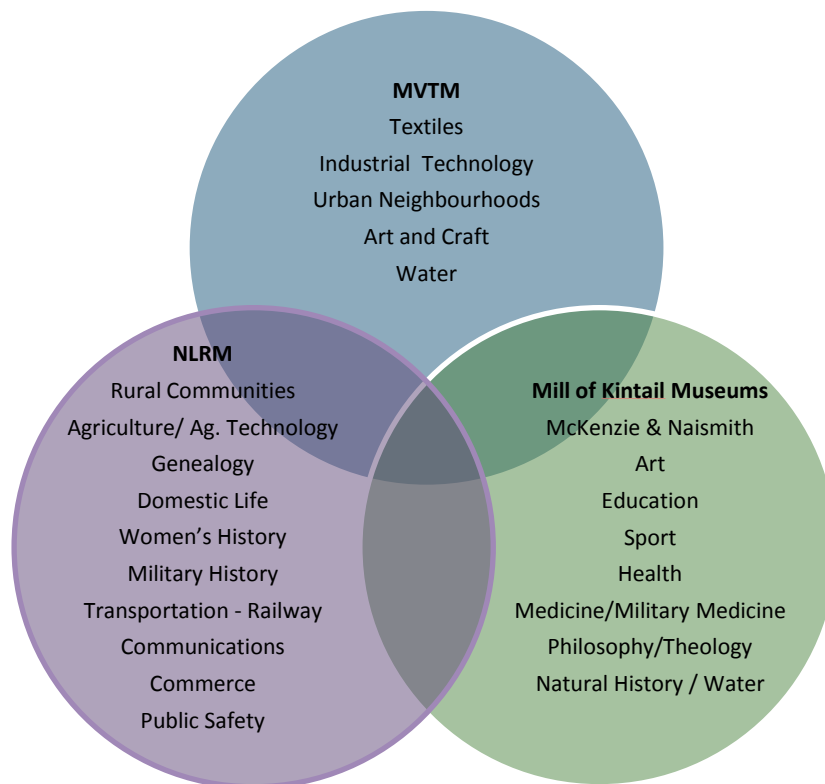 MVTM
Textiles
Industrial Technology
Urban Neighbourhoods
Art and Craft
Water
NLRM
Rural Communities
Agriculture/ Ag. Technology
Genealogy
Domestic Life
Women’s History
Military History
Transportation - Railway
Communications
Commerce
Public Safety
Mill of Kintail Museums
McKenzie & Naismith
Art
Education
Sport
Health
Medicine/Military Medicine
Philosophy/Theology
Natural History / Water